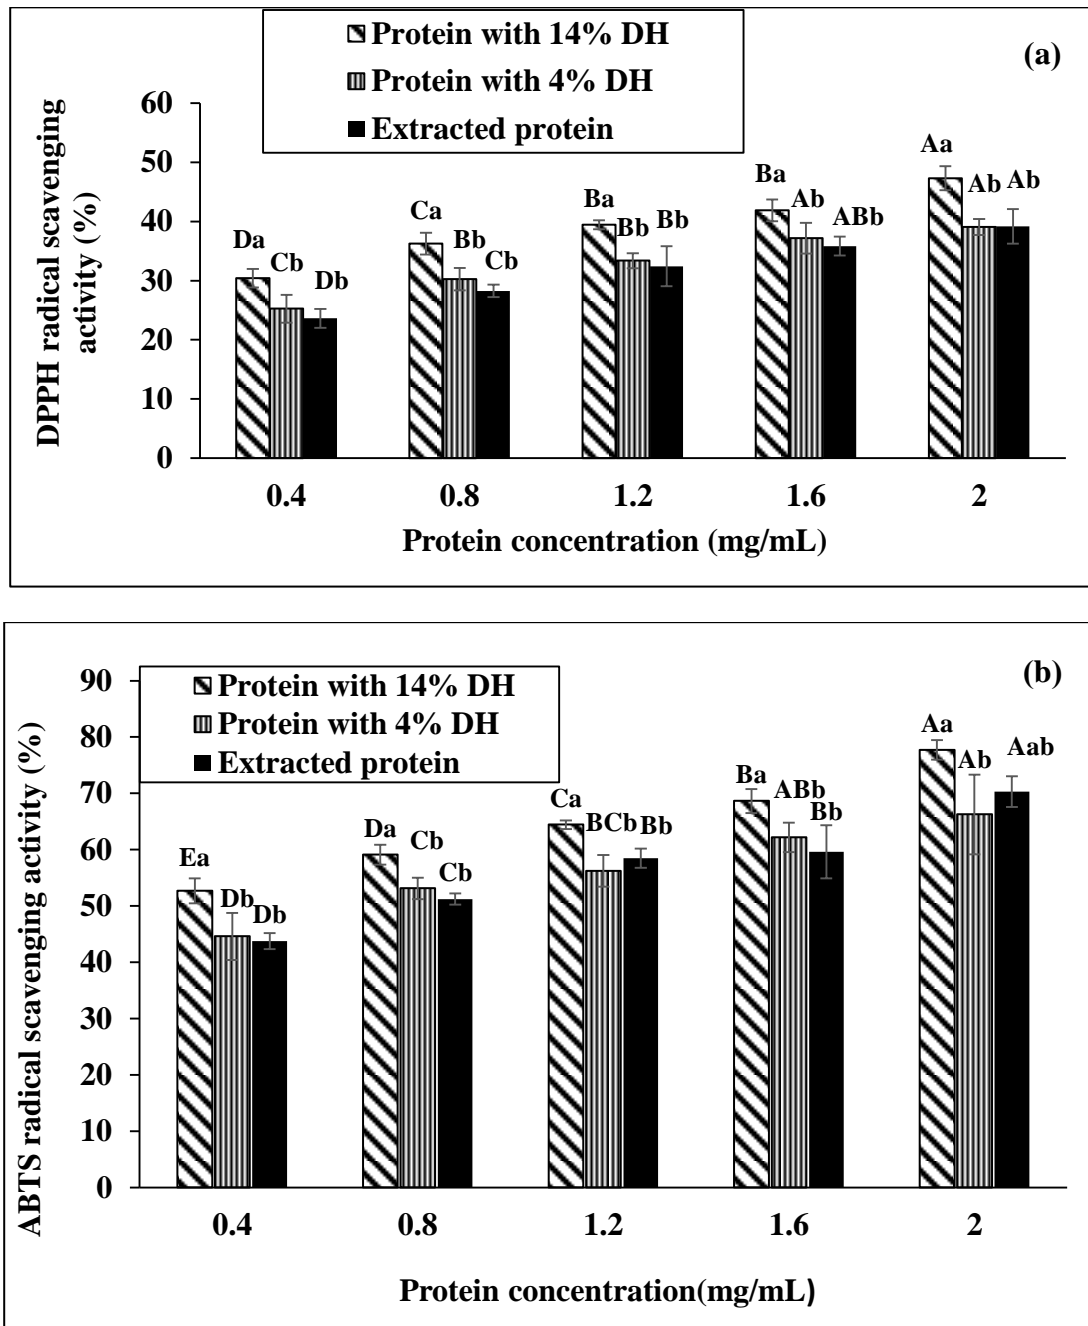 Protein with 14% DH
Protein with 4% DH
Extracted protein
(a)
DPPH radical scavenging
activity (%)
60
50
40
30
20
10
0
Da
Cb
Db
Ca
Bb
Cb
Ba
Bb
Bb
Ba
Ab
ABb
Aa
Ab
Ab
0.4
0.8
1.2
1.6
2
Protein concentration (mg/mL)
Protein with 14% DH
Protein with 4% DH
Extracted protein
(b)
ABTS radical scavenging activity (%)
90
80
70
60
50
40
30
20
10
0
Ea
Db
Db
Da
Cb
Cb
Ca
BCb
Bb
Ba
ABb
Bb
Aa
Ab
Aab
0.4
0.8
1.2
1.6
2
Protein concentration(mg/mL)